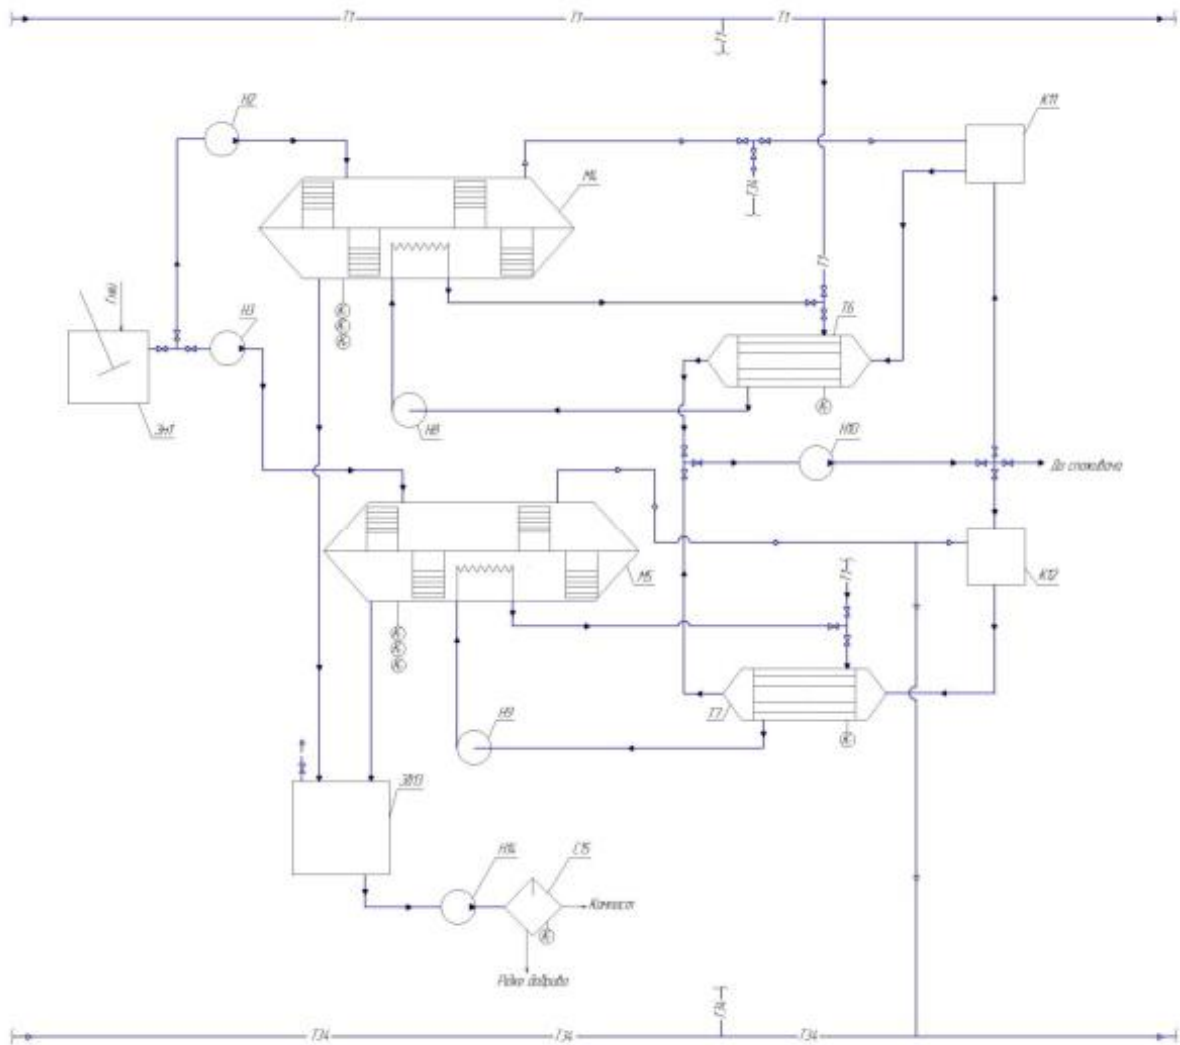 Т1 Т1 Т1
Т1
Н2
К11
М4
Т34
Т1
Гній
Н3
Т6
К
К
К
К
ЗН1
Н8
Н10
До споживача
М5
Т1
К12
К
К
К
Т7
Н9
К
ЗВ13
Н14
С15
Компост
К
Рідке добриво
Т34
Т34 Т34 Т34